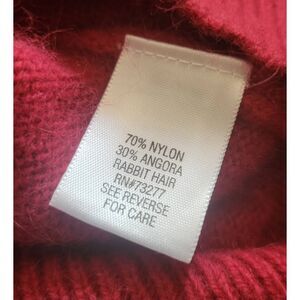 70% NYLON
30% ANGORA
RABBIT HAIR
RN#73277
SEE REVERSE
FOR CARE